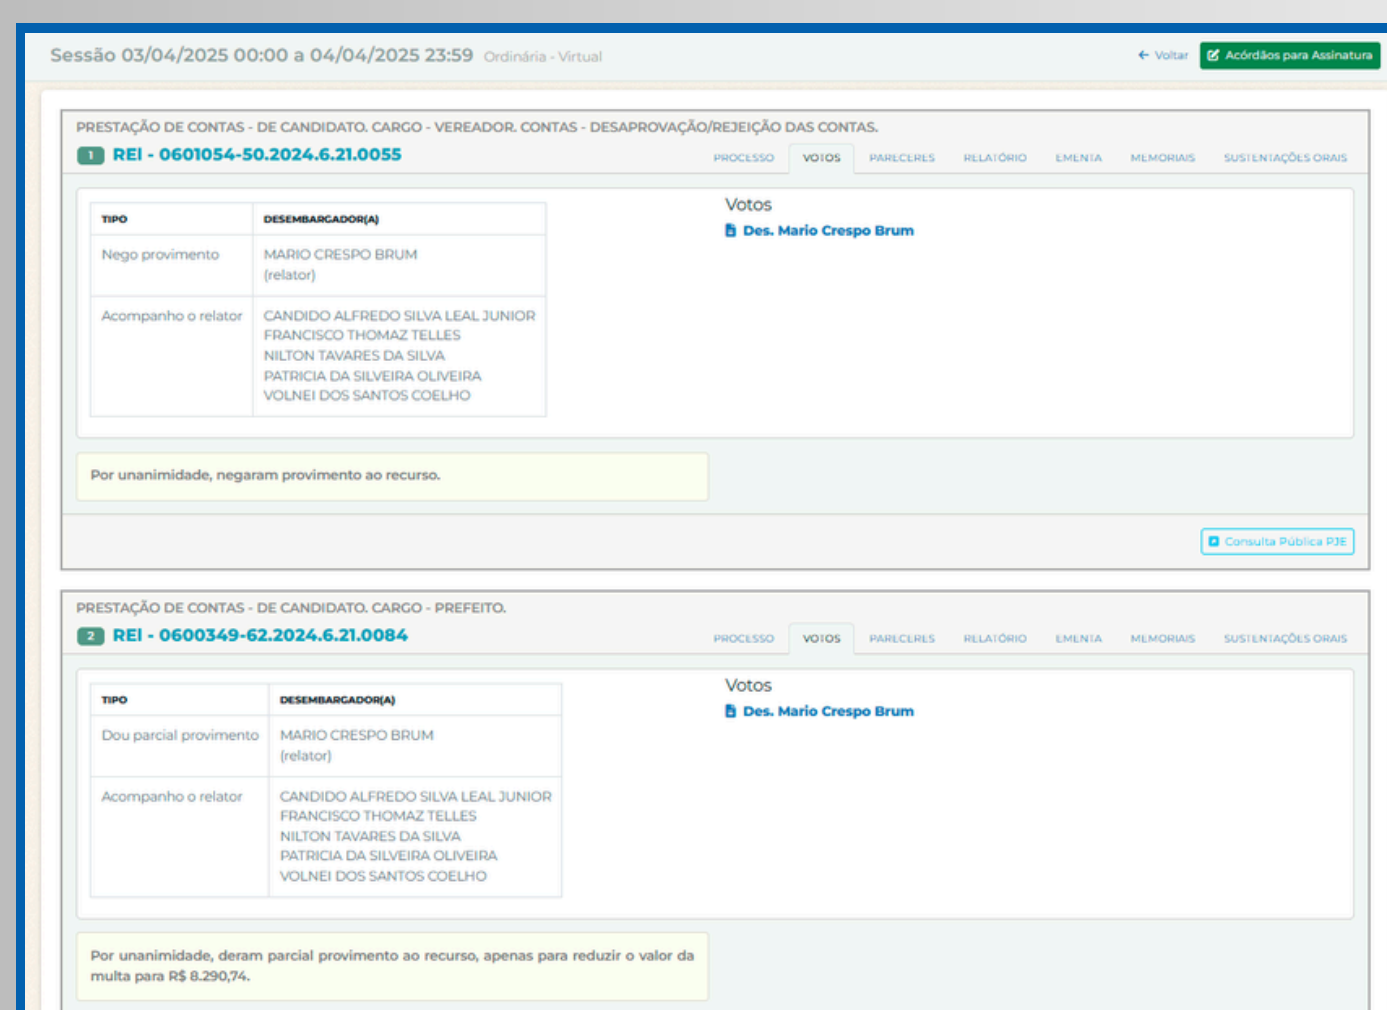 Sessão 03/04/2025 00:00 a 04/04/2025 23:59 Ordinária - Virtual
Voltar
Acórdãos para Assinatura
PRESTAÇÃO DE CONTAS - DE CANDIDATO. CARGO - VEREADOR. CONTAS - DESAPROVAÇÃO/REJEIÇÃO DAS CONTAS.
1 REl - 0601054-50.2024.6.21.0055
PROCESSO VOTOS PARECERES RELATÓRIO EMENTA MEMORIAIS SUSTENTAÇÕES ORAIS
TIPO DESEMBARGADOR(A)
Nego provimento MARIO CRESPO BRUM
(relator)
Acompanho o relator CANDIDO ALFREDO SILVA LEAL JUNIOR
FRANCISCO THOMAZ TELLES
NILTON TAVARES DA SILVA
PATRICIA DA SILVEIRA OLIVEIRA
VOLNEI DOS SANTOS COELHO
Votos
Des. Mario Crespo Brum
Por unanimidade, negaram provimento ao recurso.
Consulta Pública PJE
PRESTAÇÃO DE CONTAS - DE CANDIDATO. CARGO - PREFEITO.
2 REl - 0600349-62.2024.6.21.0084
PROCESSO VOTOS PARECERES RELATÓRIO EMENTA MEMORIAIS SUSTENTAÇÕES ORAIS
TIPO DESEMBARGADOR(A)
Dou parcial provimento MARIO CRESPO BRUM
(relator)
Acompanho o relator CANDIDO ALFREDO SILVA LEAL JUNIOR
FRANCISCO THOMAZ TELLES
NILTON TAVARES DA SILVA
PATRICIA DA SILVEIRA OLIVEIRA
VOLNEI DOS SANTOS COELHO
Votos
Des. Mario Crespo Brum
Por unanimidade, deram parcial provimento ao recurso, apenas para reduzir o valor da
multa para R$ 8.290,74.